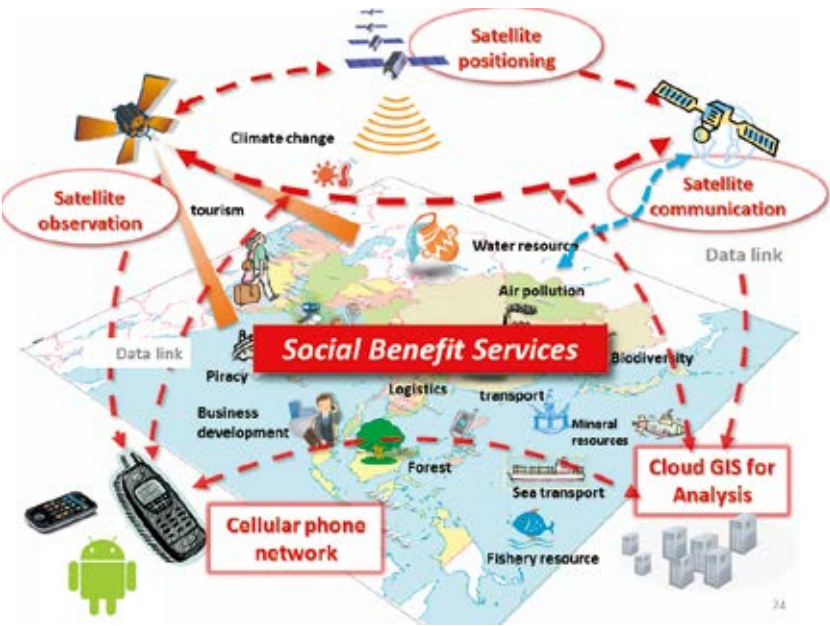 Satellite
positioning
Climate change
Satellite
observation
tourism
Satellite
communication
Water resource
Data link
Air pollution
Social Benefit Services
Data link
Biodiversity
Piracy
Logistics
transport
Business
development
Mineral
resources
Forest
Cloud GIS for
Analysis
Sea transport
Cellular phone
network
Fishery resource
24